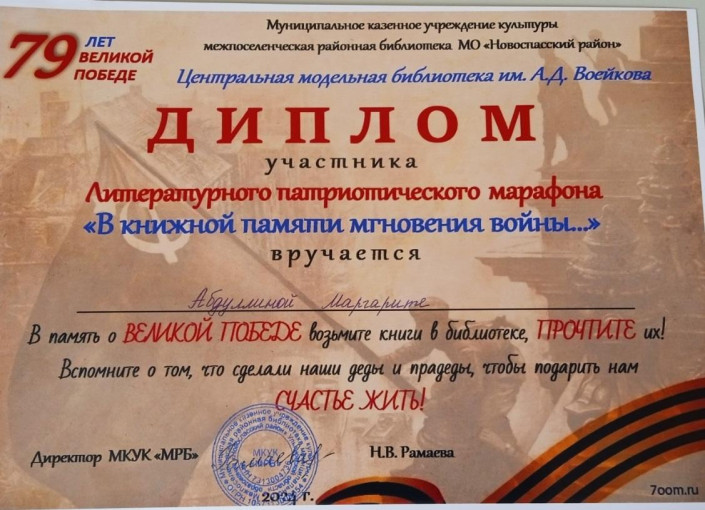 Муниципальное казенное учреждение культуры
межпоселенческая районная библиотека МО «Новоспасский район»
79 ЛЕТ
ВЕЛИКОЙ
ПОБЕДЕ
Центральная модельная библиотека им. А.Д. Воейкова
ДИПЛОМ
участника
Литературного патриотического марафона
«В книжной памяти мгновения войны...»
вручается
Абдуллиной Маргарите
В память о ВЕЛИКОЙ ПОБЕДЕ возьмите книги в библиотеке, ПРОЧТИТЕ их!
Вспомните о том, что сделали наши деды и прадеды, чтобы подарить нам
СЧАСТЬЕ ЖИТЬ!
Директор МКУК «МРБ» Н.В. Рамаева
МКУК
2024 г.
7oom.ru